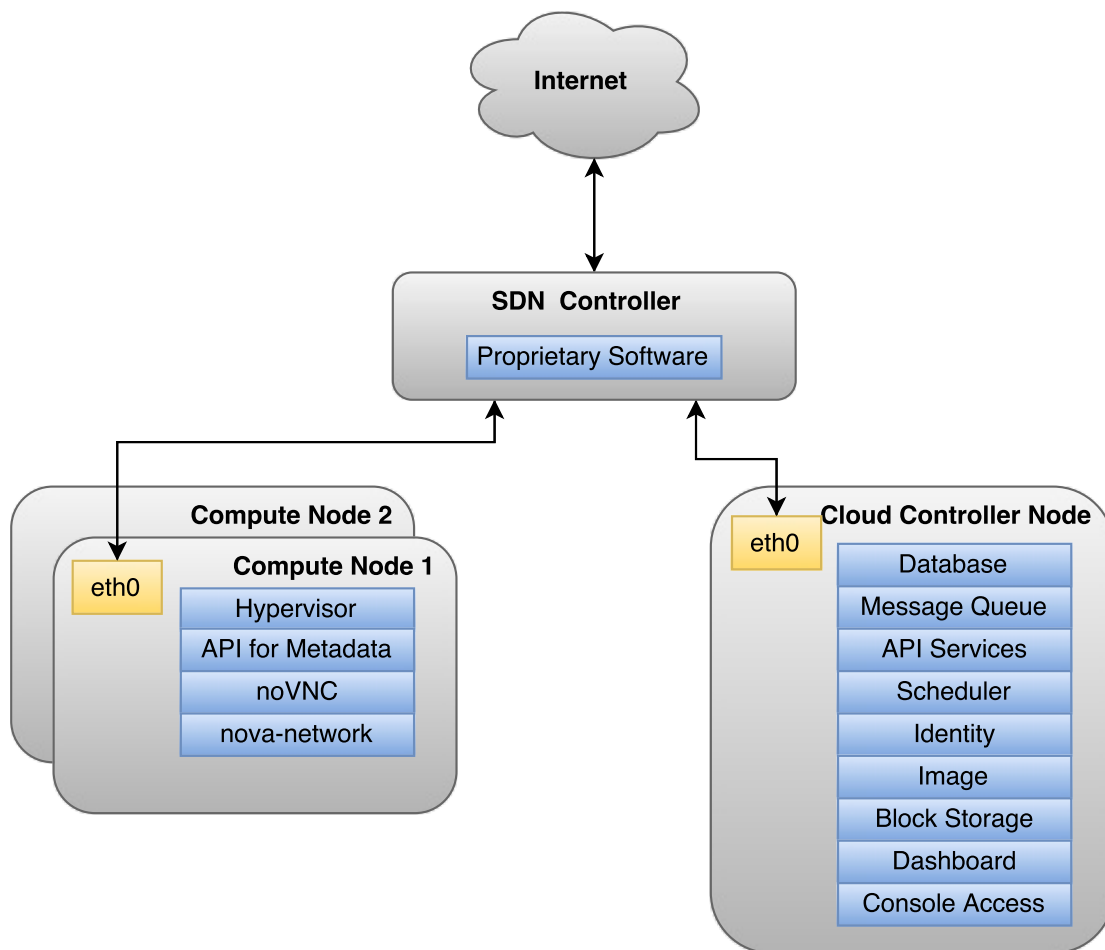 Internet
SDN  Controller
Proprietary Software
Compute Node 2
Compute Node 1
eth0
Hypervisor
API for Metadata
noVNC
nova-network
Cloud Controller Node
eth0
Database
Message Queue
API Services
Scheduler
Identity
Image
Block Storage
Dashboard
Console Access